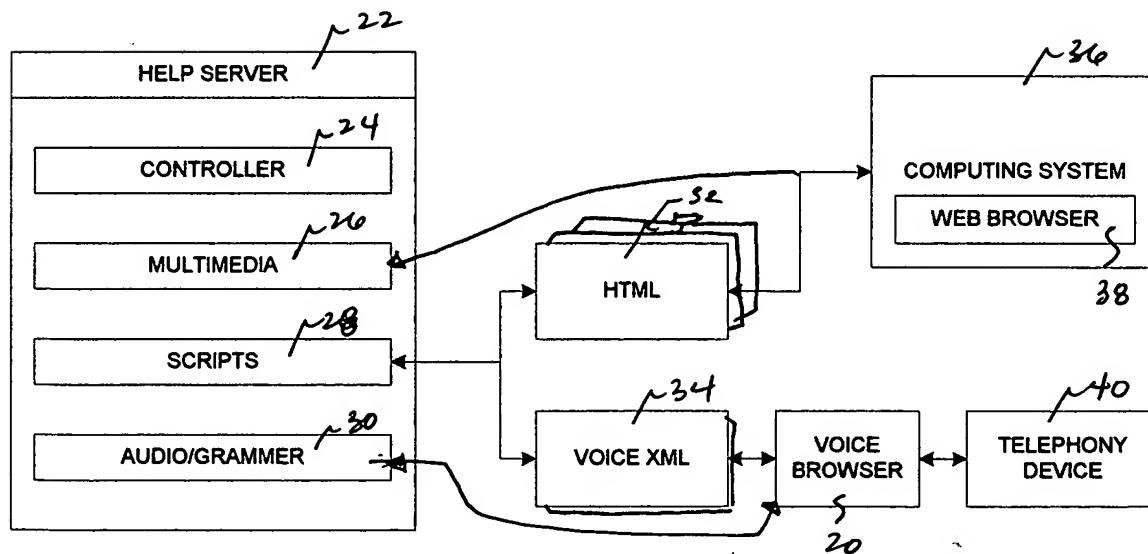 22
HELP SERVER
24
CONTROLLER
26
MULTIMEDIA
28
SCRIPTS
30
AUDIO/GRAMMER
32
HTML
34
VOICE XML
VOICE
BROWSER
20
36
COMPUTING SYSTEM
WEB BROWSER
38
40
TELEPHONY
DEVICE